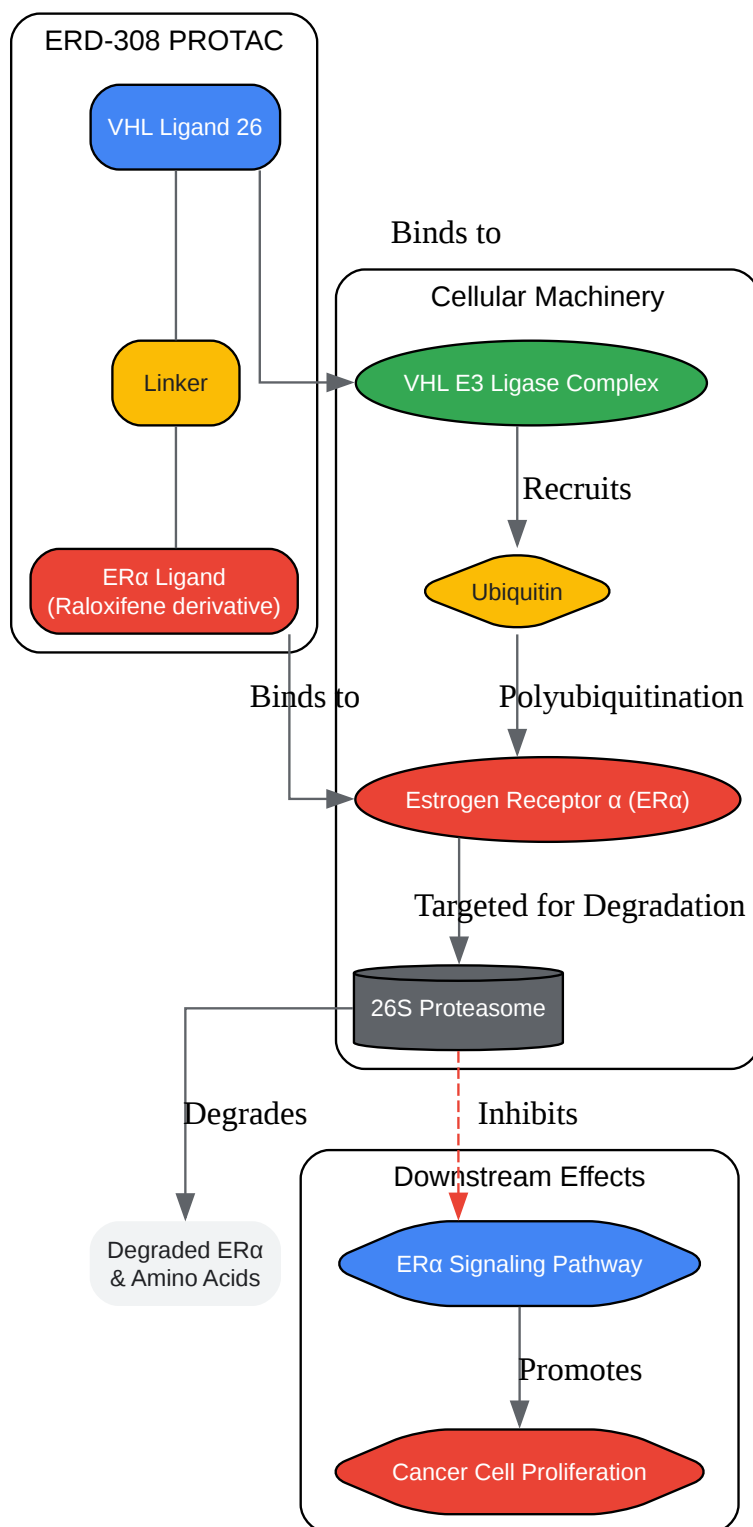 ERD-308 PROTAC
VHL Ligand 26
Binds to
Cellular Machinery
Linker
VHL E3 Ligase Complex
Recruits
ERα Ligand
(Raloxifene derivative)
Ubiquitin
Binds to
Polyubiquitination
Estrogen Receptor α (ERα)
Targeted for Degradation
26S Proteasome
Degrades
Inhibits
Downstream Effects
Degraded ERα
& Amino Acids
ERα Signaling Pathway
Promotes
Cancer Cell Proliferation